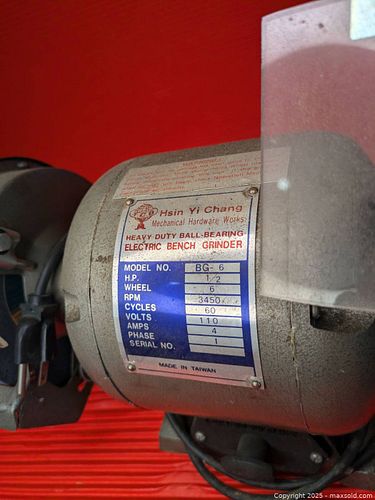 WARNING
Hsin Yi Chang
Mechanical Hardware Works
HEAVY DUTY BALL-BEARING
ELECTRIC BENCH GRINDER
MODEL NO. BG-6
H.P. 1/2
WHEEL 6
RPM 3450
CYCLES 60
VOLTS 110
AMPS 4
PHASE 1
SERIAL NO.
MADE IN TAIWAN
Copyright 2025 - maxsold.com